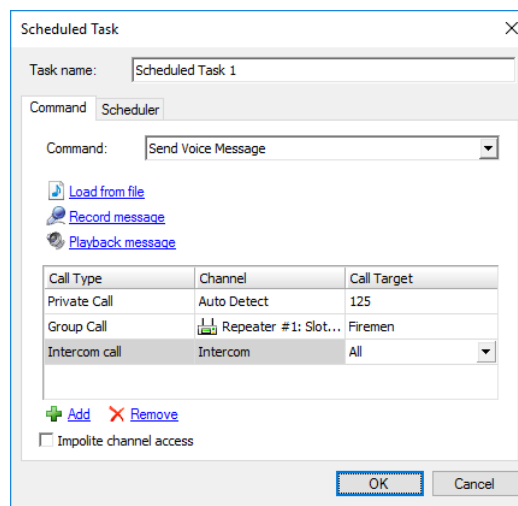 Scheduled Task
Task name: Scheduled Task 1
Command Scheduler
Command: Send Voice Message
Load from file
Record message
Playback message
Call Type Channel Call Target
Private Call Auto Detect 125
Group Call Repeater #1: Slot... Firemen
Intercom call Intercom All
Add Remove
Impolite channel access
OK Cancel